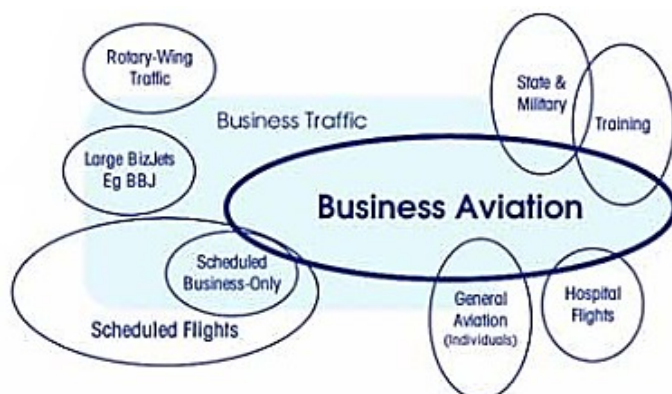 Rotary-Wing
Traffic
State &
Military
Business Traffic
Training
Large BizJets
Eg BBJ
Business Aviation
Scheduled
Business-Only
Scheduled Flights
General
Aviation
(Individuals)
Hospital
Flights